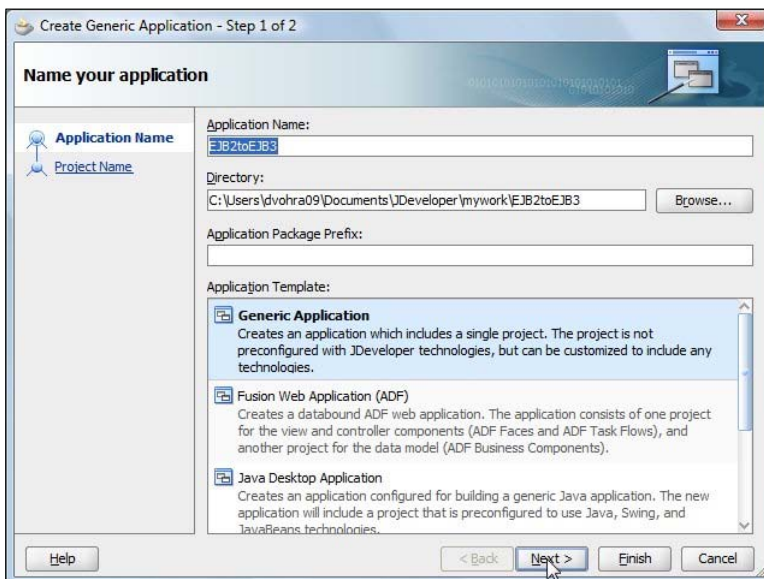 Create Generic Application - Step 1 of 2
Name your application
Application Name
Project Name
Application Name:
EJB2toEJB3
Directory:
C:\Users\dvohra09\Documents\JDeveloper\mywork\EJB2toEJB3
Browse...
Application Package Prefix:
Application Template:
Generic Application
Creates an application which includes a single project. The project is not
preconfigured with JDeveloper technologies, but can be customized to include any
technologies.
Fusion Web Application (ADF)
Creates a databound ADF web application. The application consists of one project
for the view and controller components (ADF Faces and ADF Task Flows), and
another project for the data model (ADF Business Components).
Java Desktop Application
Creates an application configured for building a generic Java application. The new
application will include a project that is preconfigured to use Java, Swing, and
JavaBeans technologies.
Help
< Back
Next >
Finish
Cancel